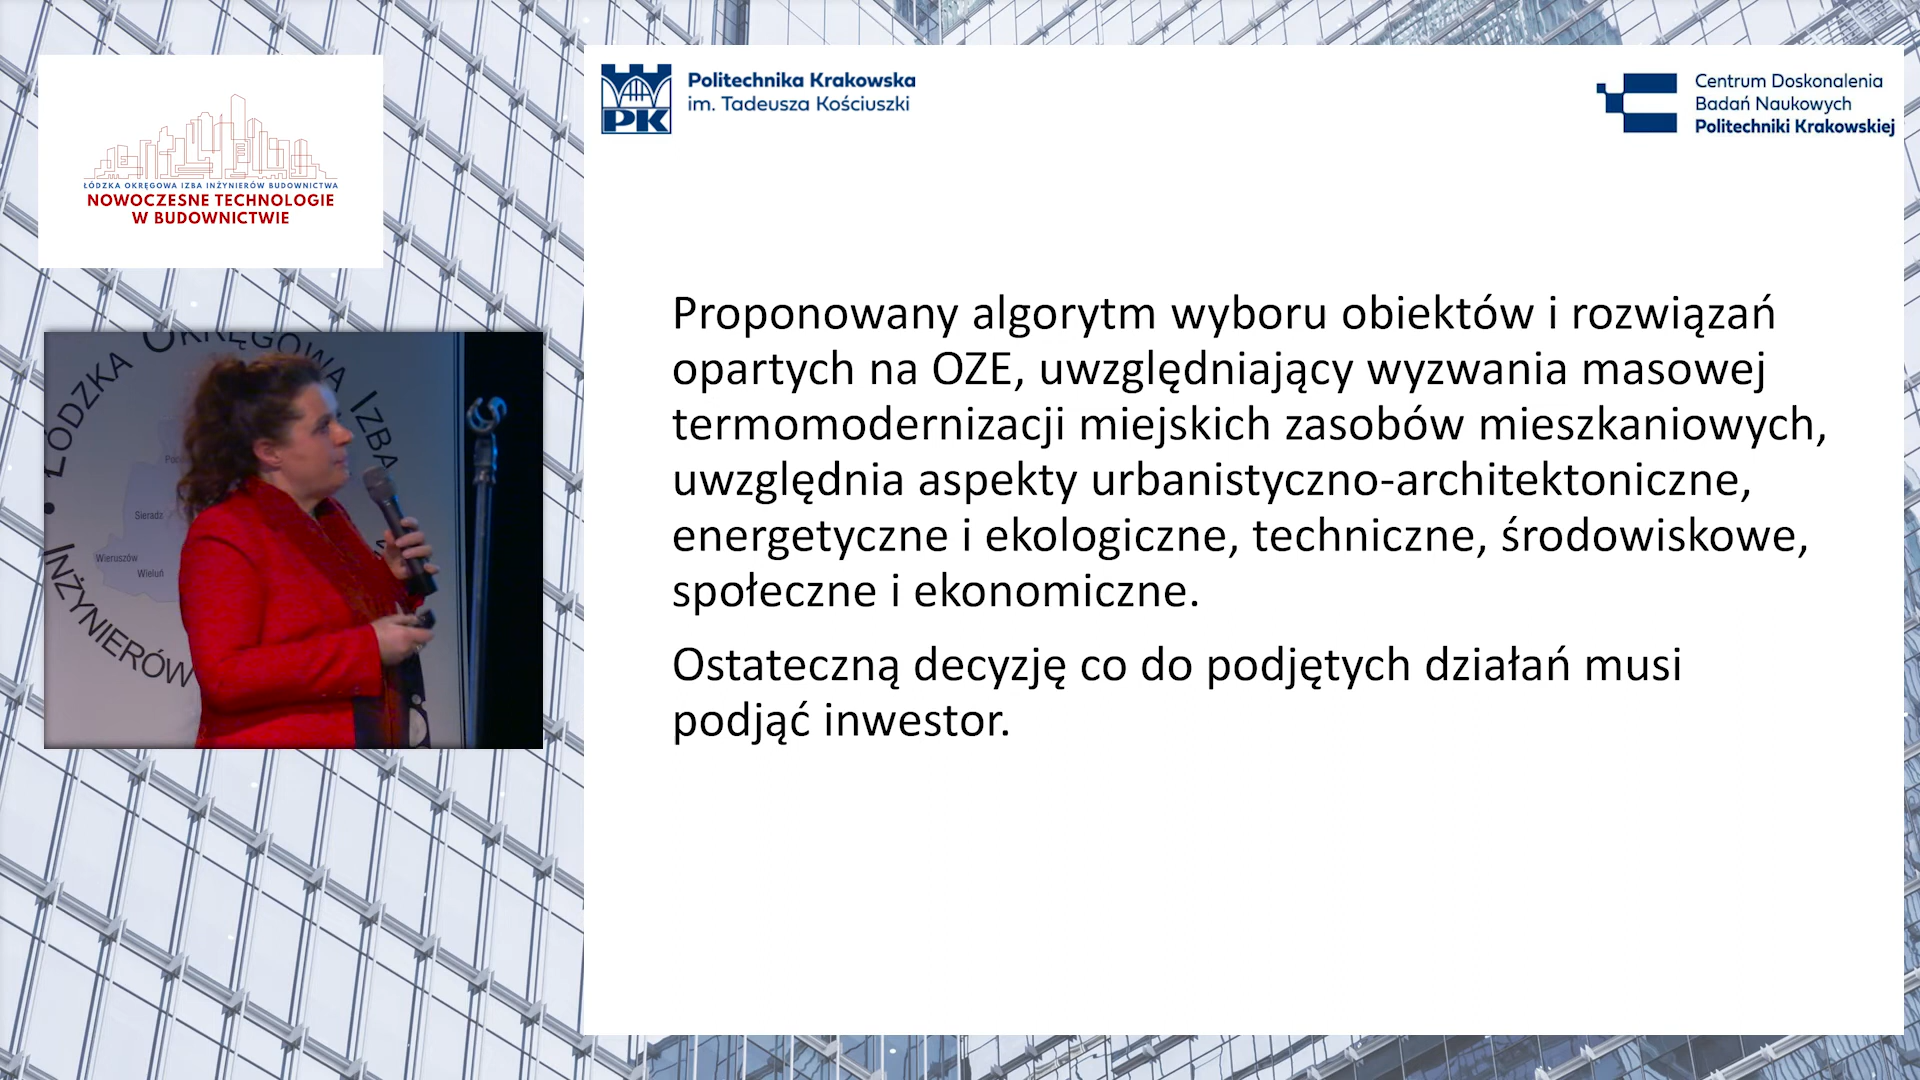 ŁÓDZKA OKRĘGOWA IZBA INŻYNIERÓW BUDOWNICTWA
NOWOCZESNE TECHNOLOGIE
W BUDOWNICTWIE
ŁÓDZKA OKRĘGOWA IZBA
INŻYNIERÓW
Sieradz
Wieruszów
Wieluń
PK
Politechnika Krakowska
im. Tadeusza Kościuszki
Centrum Doskonalenia
Badań Naukowych
Politechniki Krakowskiej
Proponowany algorytm wyboru obiektów i rozwiązań
opartych na OZE, uwzględniający wyzwania masowej
termomodernizacji miejskich zasobów mieszkaniowych,
uwzględnia aspekty urbanistyczno-architektoniczne,
energetyczne i ekologiczne, techniczne, środowiskowe,
społeczne i ekonomiczne.
Ostateczną decyzję co do podjętych działań musi
podjąć inwestor.